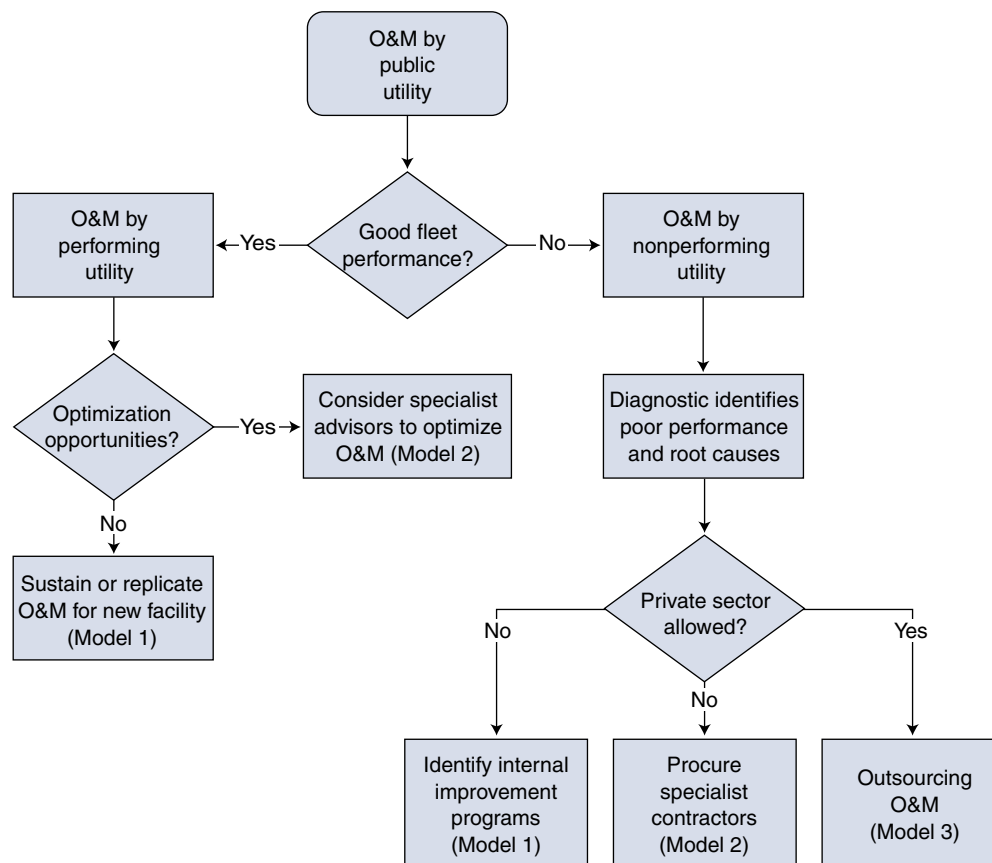 O&M by
public
utility
O&M by
performing
utility
Yes
Good fleet
performance?
No
O&M by
nonperforming
utility
Optimization
opportunities?
Yes
Consider specialist
advisors to optimize
O&M (Model 2)
Diagnostic identifies
poor performance
and root causes
No
Sustain or replicate
O&M for new facility
(Model 1)
Private sector
allowed?
No
No
Yes
Identify internal
improvement
programs
(Model 1)
Procure
specialist
contractors
(Model 2)
Outsourcing
O&M
(Model 3)